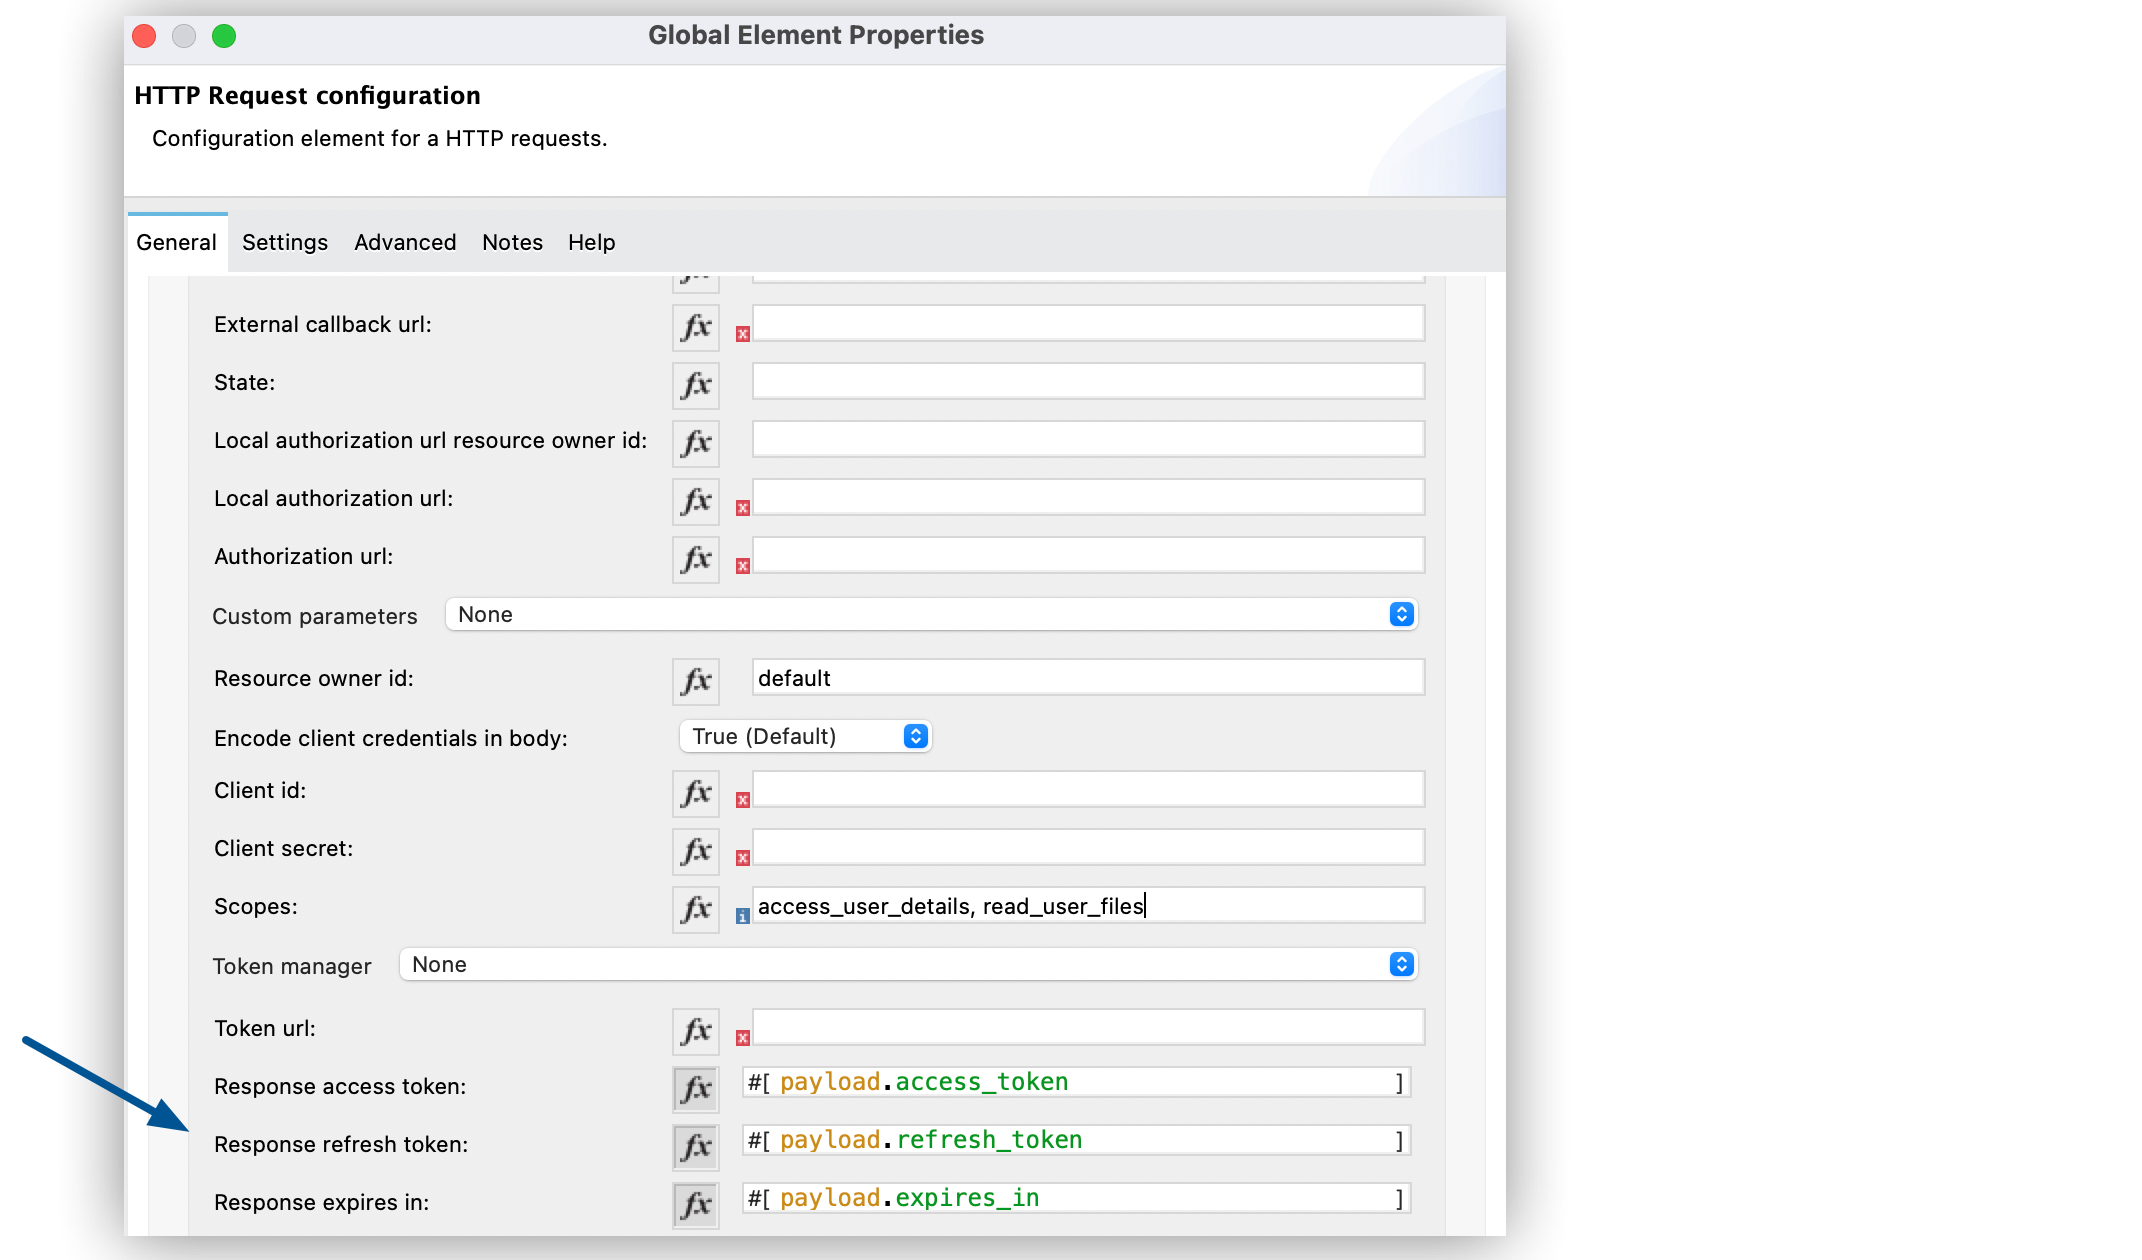 Global Element Properties
HTTP Request configuration
Configuration element for a HTTP requests.
General Settings Advanced Notes Help
External callback url: fx
State: fx
Local authorization url resource owner id: fx
Local authorization url: fx
Authorization url: fx
Custom parameters None
Resource owner id: fx default
Encode client credentials in body: True (Default)
Client id: fx
Client secret: fx
Scopes: fx access_user_details, read_user_files
Token manager None
Token url: fx
Response access token: fx #[ payload.access_token ]
Response refresh token: fx #[ payload.refresh_token ]
Response expires in: fx #[ payload.expires_in ]